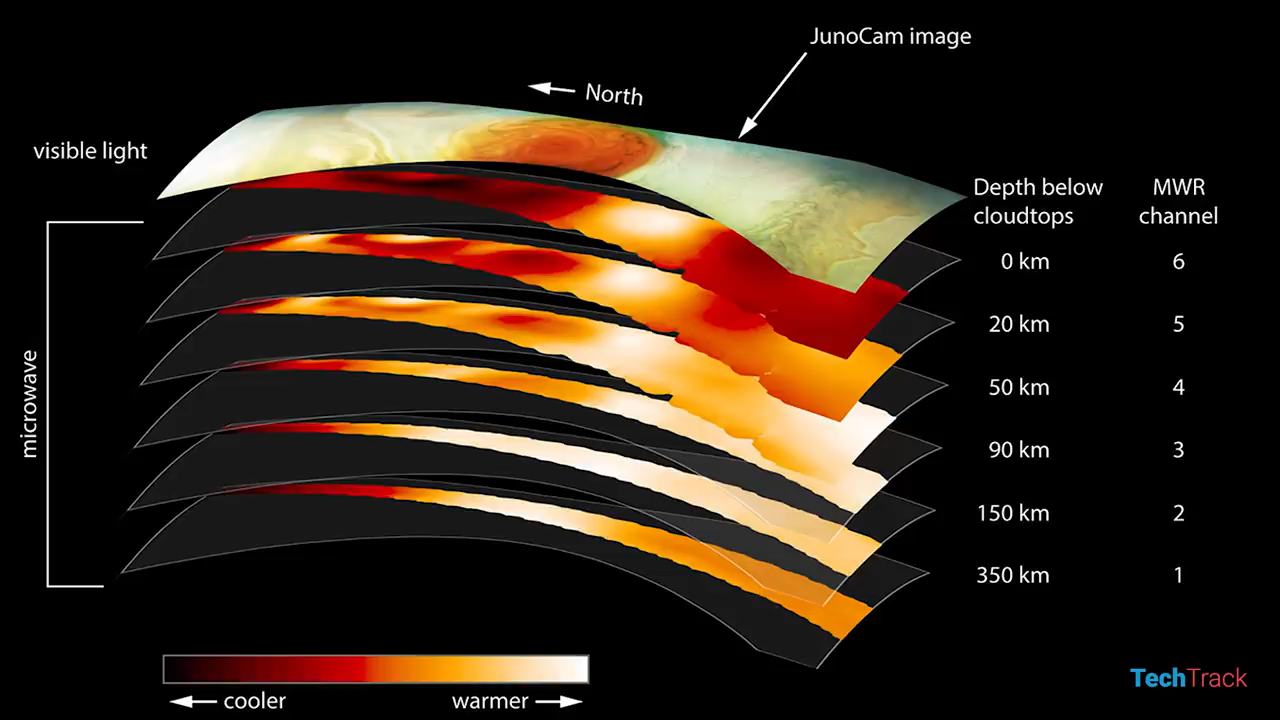 JunoCam image
North
visible light
Depth below
cloudtops
MWR
channel
0 km 6
20 km 5
50 km 4
90 km 3
150 km 2
350 km 1
microwave
cooler
warmer
TechTrack